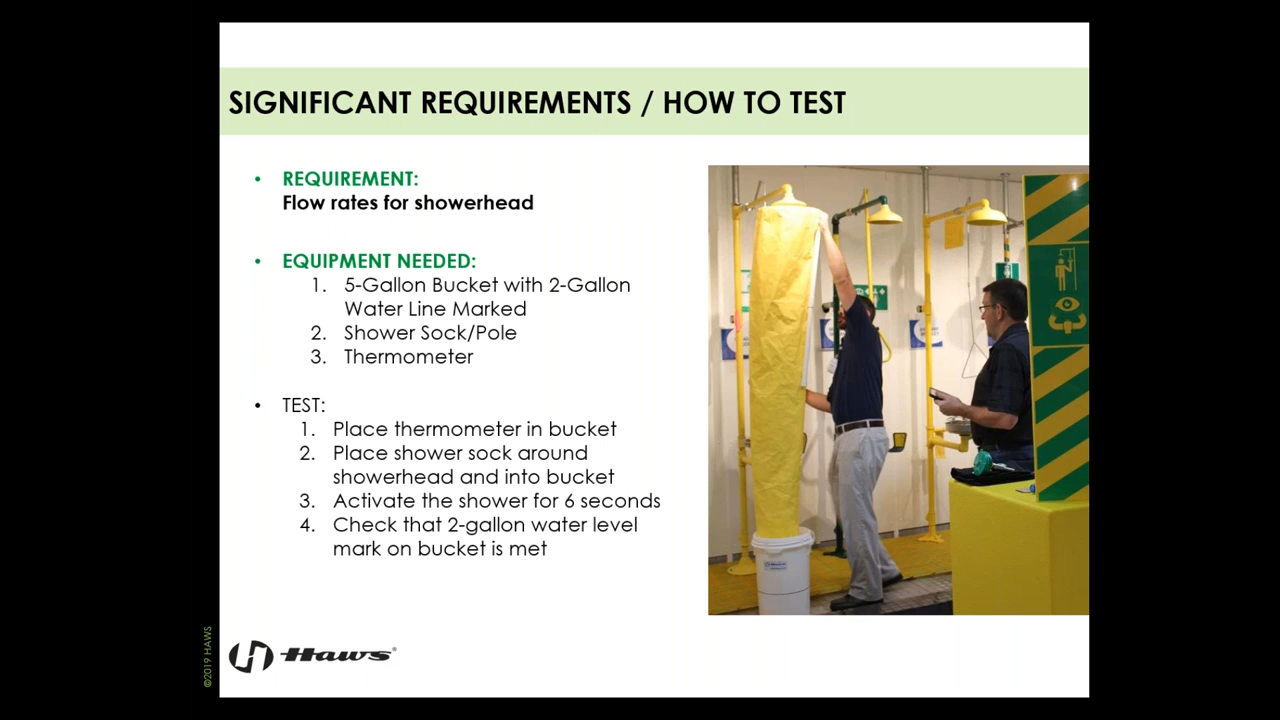 SIGNIFICANT REQUIREMENTS / HOW TO TEST
• REQUIREMENT:
Flow rates for showerhead
• EQUIPMENT NEEDED:
1. 5-Gallon Bucket with 2-Gallon
Water Line Marked
2. Shower Sock/Pole
3. Thermometer
• TEST:
1. Place thermometer in bucket
2. Place shower sock around
showerhead and into bucket
3. Activate the shower for 6 seconds
4. Check that 2-gallon water level
mark on bucket is met
©2019 HAWS
Haws®